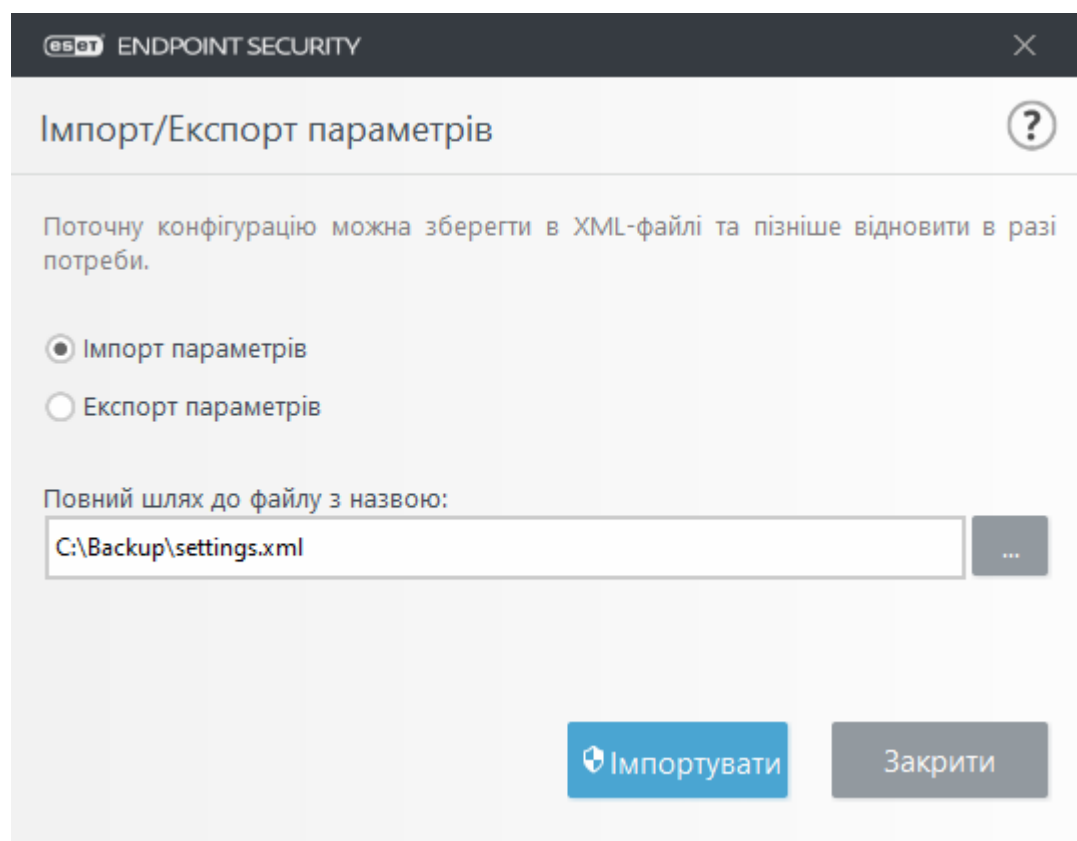 eset ENDPOINT SECURITY
Імпорт/Експорт параметрів
?
Поточну конфігурацію можна зберегти в XML-файлі та пізніше відновити в разі
потреби.
Імпорт параметрів
Експорт параметрів
Повний шлях до файлу з назвою:
C:\Backup\settings.xml
...
Імпортувати
Закрити